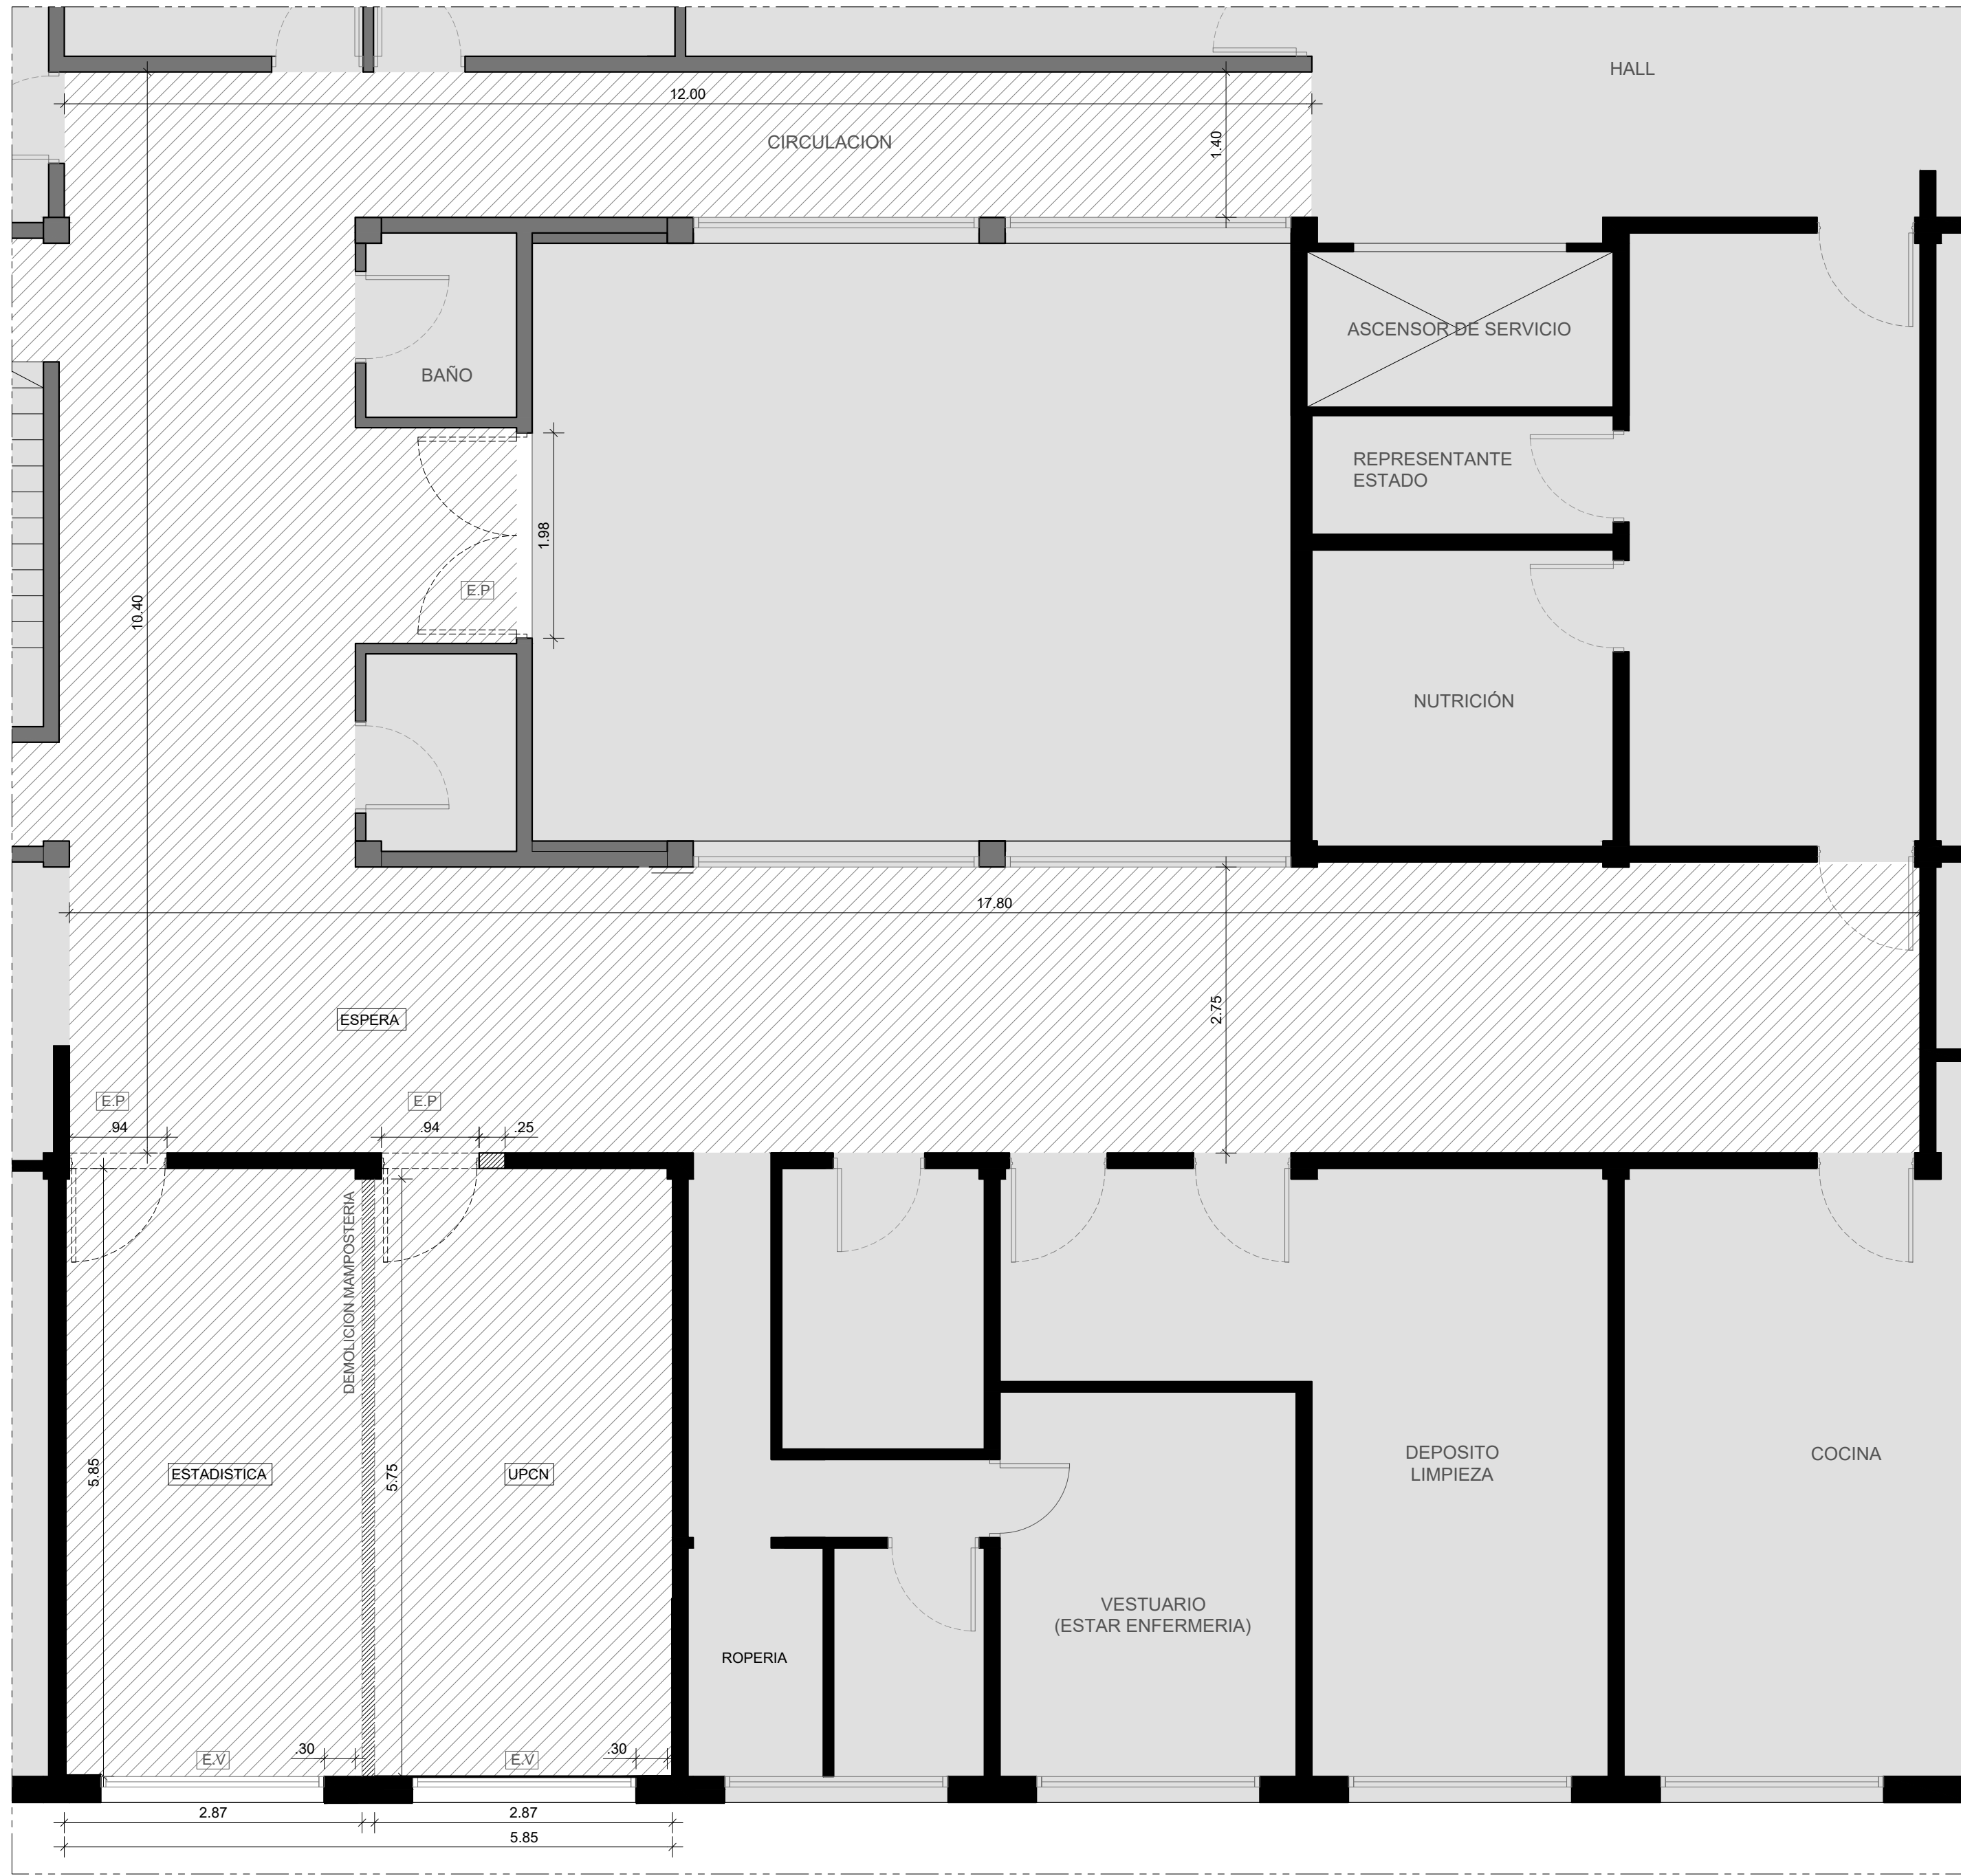 HALL
12.00
CIRCULACION
1.40
ASCENSOR DE SERVICIO
BAÑO
REPRESENTANTE
ESTADO
1.98
E.P
10.40
NUTRICIÓN
17.80
2.75
ESPERA
E.P
E.P
.94
.94
.25
DEMOLICION MAMPOSTERIA
5.85
ESTADISTICA
5.75
UPCN
DEPOSITO
LIMPIEZA
COCINA
VESTUARIO
(ESTAR ENFERMERIA)
ROPERIA
.30
.30
E.V
E.V
2.87
2.87
5.85